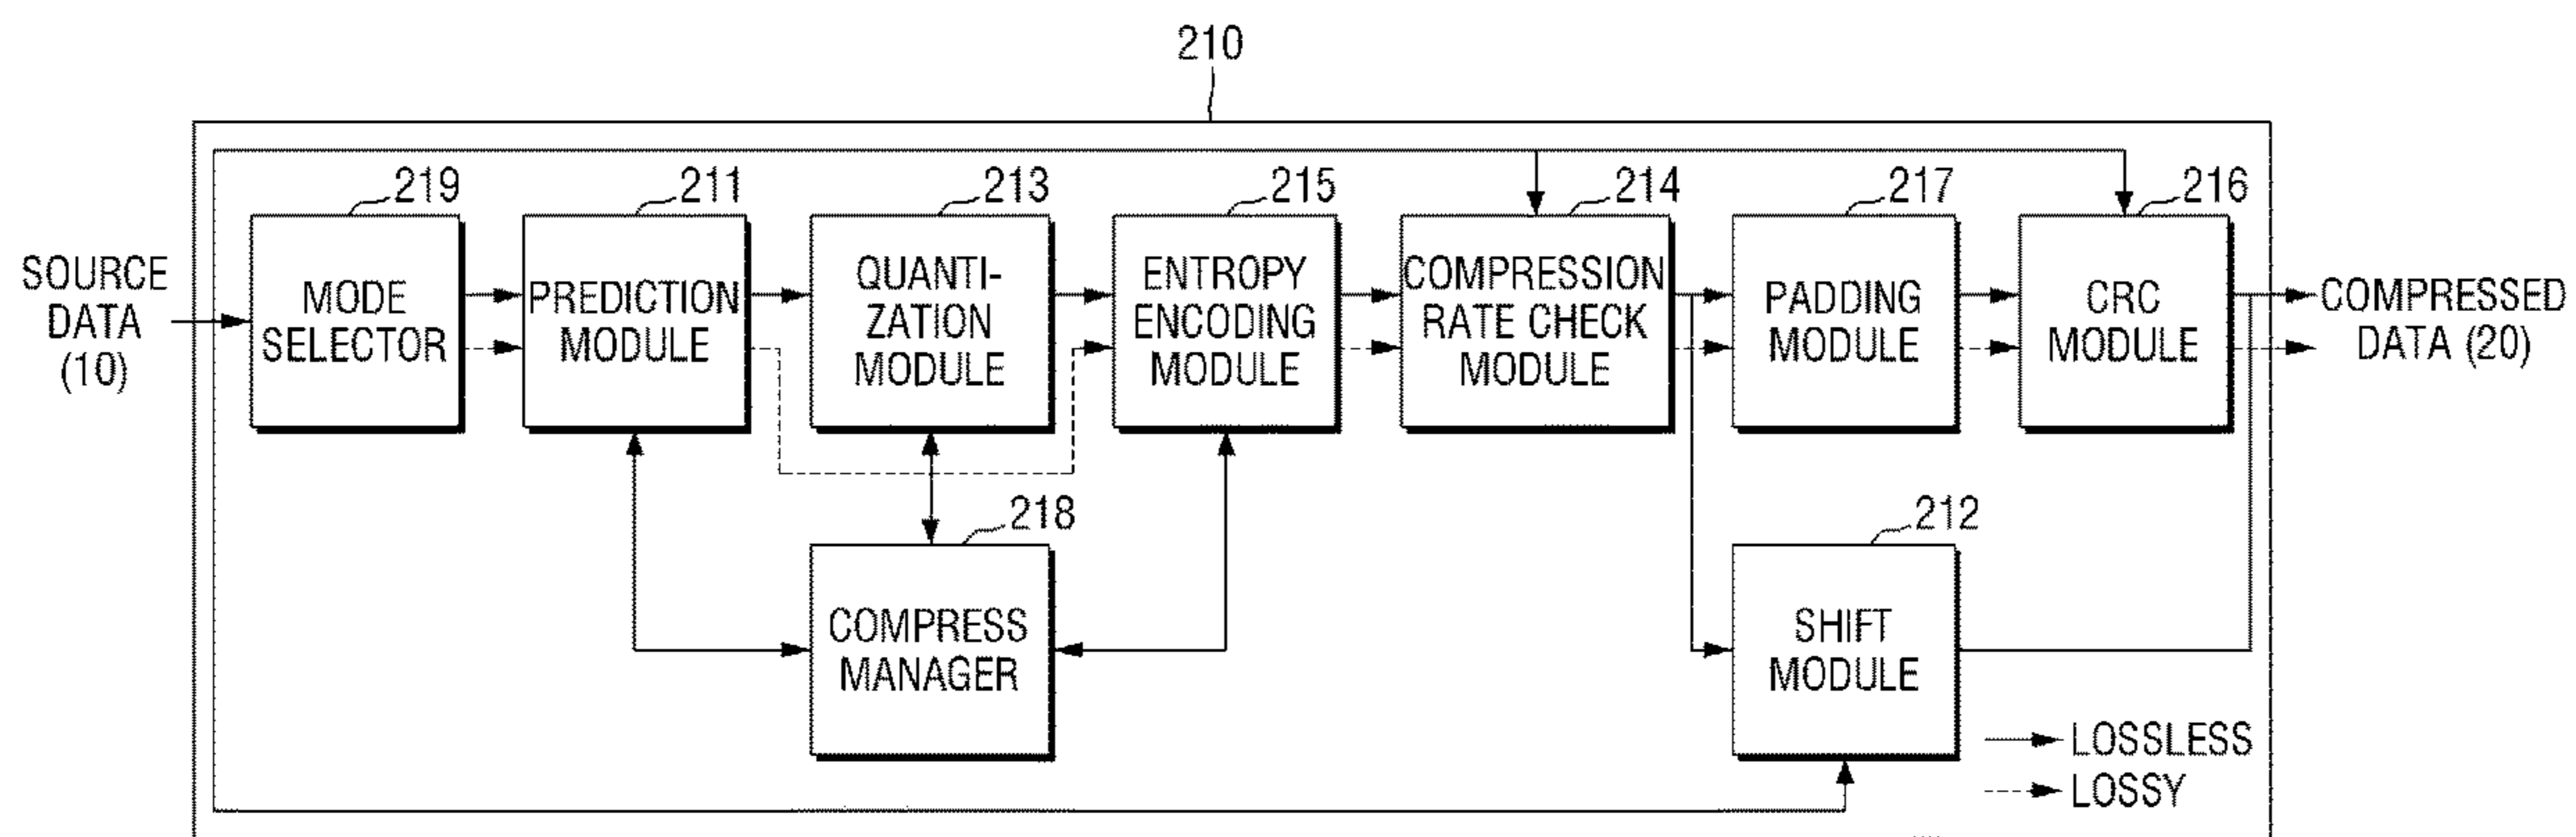 210
219
211
213
215
214
217
216
SOURCE
DATA
(10)
MODE
SELECTOR
PREDICTION
MODULE
QUANTI-
ZATION
MODULE
ENTROPY
ENCODING
MODULE
COMPRESSION
RATE CHECK
MODULE
PADDING
MODULE
CRC
MODULE
COMPRESSED
DATA (20)
218
212
COMPRESS
MANAGER
SHIFT
MODULE
LOSSLESS
LOSSY